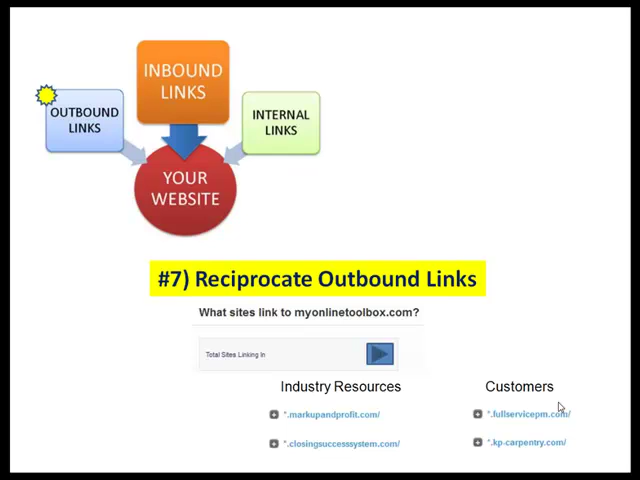 INBOUND
LINKS
OUTBOUND
LINKS
INTERNAL
LINKS
YOUR
WEBSITE
#7) Reciprocate Outbound Links
What sites link to myonlinetoolbox.com?
Total Sites Linking In
Industry Resources
Customers
*.markupandprofit.com/
*.fullservicepm.com/
*.closingsuccesssystem.com/
*.kp-carpentry.com/